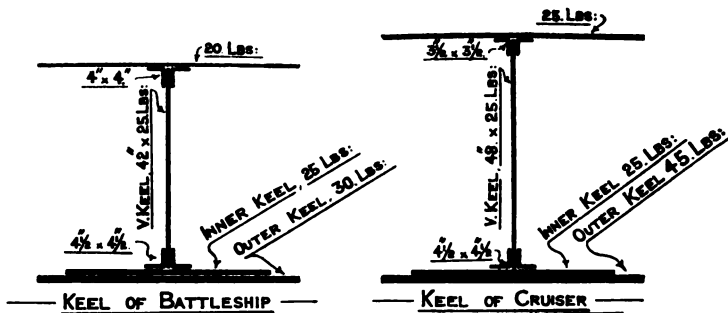 20 LBS:
4" x 4"
V. KEEL, 42" x 25. LBS:
4½" x 4½"
INNER KEEL, 25 LBS:
OUTER KEEL, 30. LBS:
KEEL OF BATTLESHIP
25. LBS:
3½" x 3½"
V. KEEL, 48" x 25. LBS:
4½" x 4½"
INNER KEEL 25. LBS:
OUTER KEEL 45. LBS:
KEEL OF CRUISER